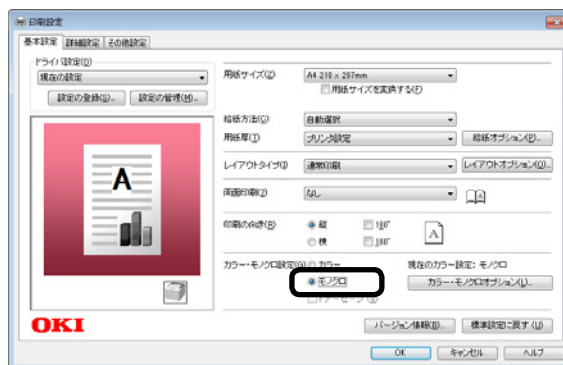 印刷設定
基本設定 詳細設定 その他設定
ドライバ設定(D)
現在の設定
設定の登録(S)... 設定の管理(M)...
用紙サイズ(Z) A4 210 x 297mm
用紙サイズを変換する(F)
給紙方法(C) 自動選択
用紙厚(T) プリンタ設定 給紙オプション(P)...
レイアウトタイプ(I) 通常印刷 レイアウトオプション(O)...
両面印刷(2) なし
印刷の向き(R) 縦 180°
横 180°
A
A
カラー・モノクロ設定(G) カラー 現在のカラー設定: モノクロ
モノクロ カラー・モノクロオプション(L)...
トナーセーブ
OKI
バージョン情報(B)... 標準設定に戻す(U)
OK キャンセル ヘルプ